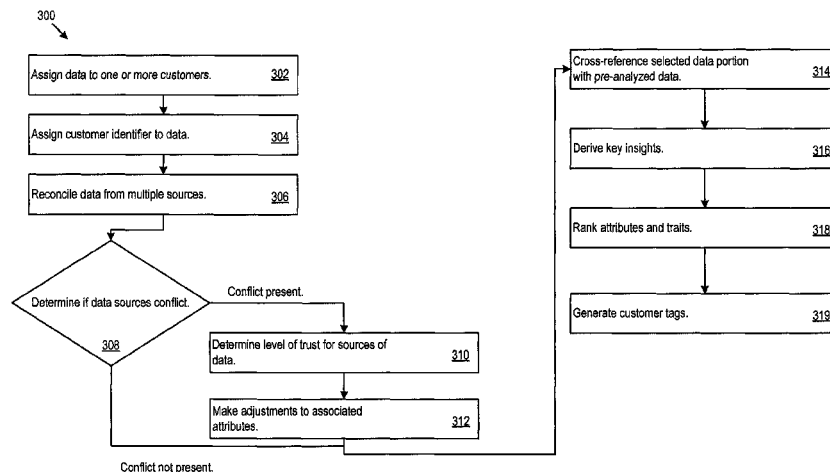 300
Assign data to one or more customers. 302
Assign customer identifier to data. 304
Reconcile data from multiple sources. 306
Determine if data sources conflict.
308
Conflict present.
Determine level of trust for sources of
data. 310
Make adjustments to associated
attributes. 312
Conflict not present.
Cross-reference selected data portion
with pre-analyzed data. 314
Derive key insights. 316
Rank attributes and traits. 318
Generate customer tags. 319